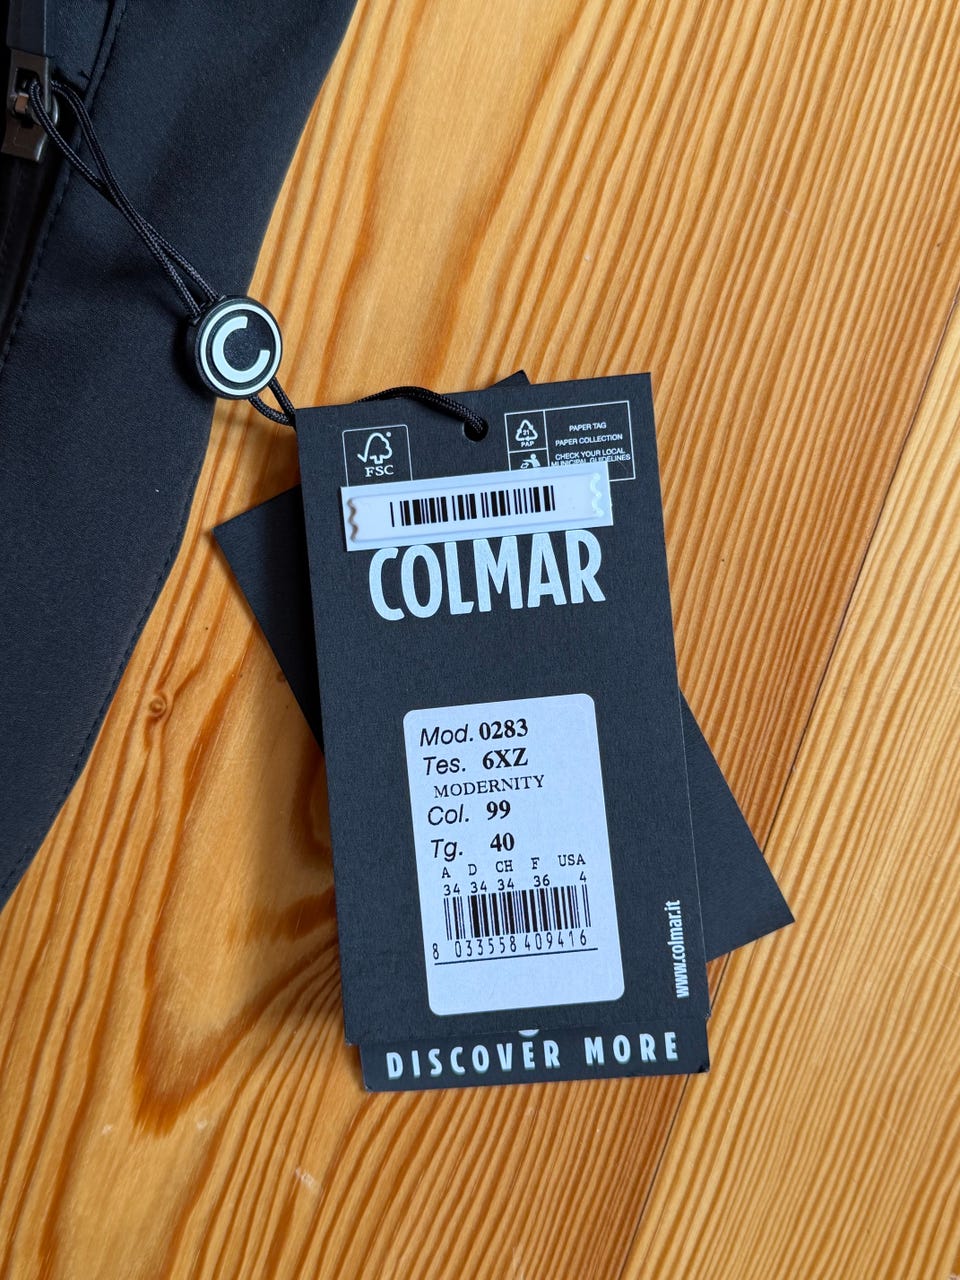 C
FSC
21
PAP
PAPER TAG
PAPER COLLECTION
CHECK YOUR LOCAL
MUNICIPAL GUIDELINES
COLMAR
Mod. 0283
Tes. 6XZ
MODERNITY
Col. 99
Tg. 40
A D CH F USA
34 34 34 36 4
8 033558 409416
www.colmar.it
DISCOVER MORE